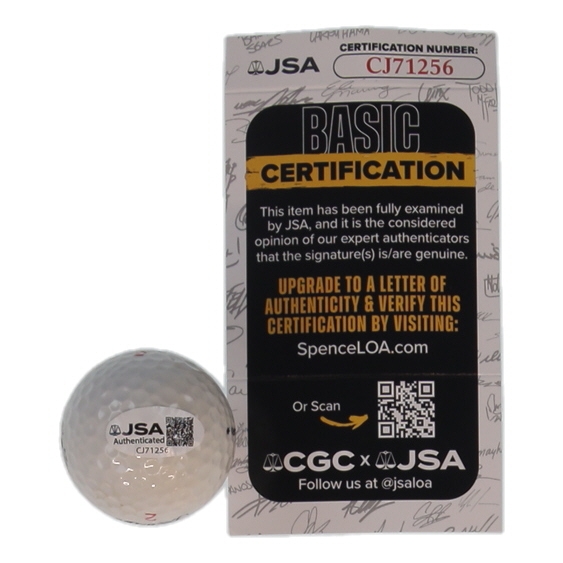 JSA
CERTIFICATION NUMBER:
CJ71256
BASIC
CERTIFICATION
This item has been fully examined
by JSA, and it is the considered
opinion of our expert authenticators
that the signature(s) is/are genuine.
UPGRADE TO A LETTER OF
AUTHENTICITY & VERIFY THIS
CERTIFICATION BY VISITING:
SpenceLOA.com
Or Scan
CGC x JSA
Follow us at @jsaloa
JSA
Authenticated
CJ71256